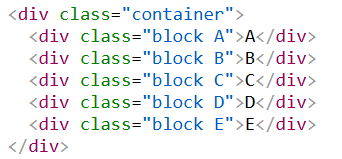 <div class="container">
  <div class="block A">A</div>
  <div class="block B">B</div>
  <div class="block C">C</div>
  <div class="block D">D</div>
  <div class="block E">E</div>
</div>